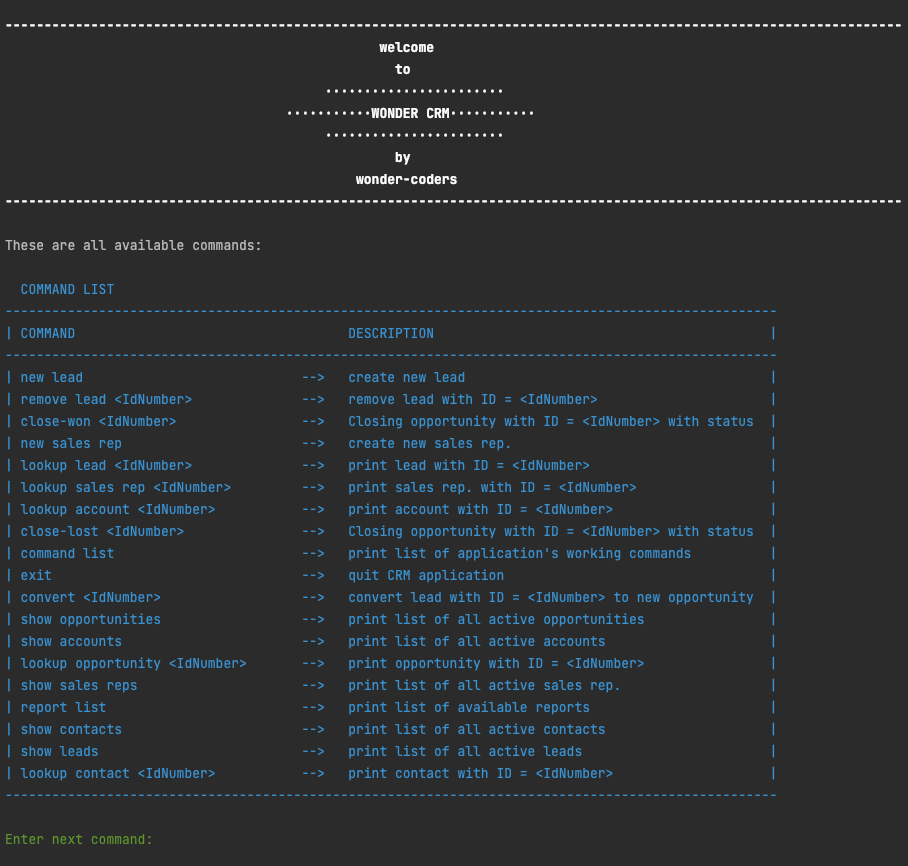 -------------------------------------------------------------------------------------------------------------------
welcome
to
·······················
···········WONDER CRM···········
·······················
by
wonder-coders
-------------------------------------------------------------------------------------------------------------------
These are all available commands:
COMMAND LIST
---------------------------------------------------------------------------------------------------
| COMMAND                                   DESCRIPTION                                           |
---------------------------------------------------------------------------------------------------
| new lead                            -->   create new lead                                       |
| remove lead <IdNumber>              -->   remove lead with ID = <IdNumber>                      |
| close-won <IdNumber>                -->   Closing opportunity with ID = <IdNumber> with status  |
| new sales rep                       -->   create new sales rep.                                 |
| lookup lead <IdNumber>              -->   print lead with ID = <IdNumber>                       |
| lookup sales rep <IdNumber>         -->   print sales rep. with ID = <IdNumber>                 |
| lookup account <IdNumber>           -->   print account with ID = <IdNumber>                    |
| close-lost <IdNumber>               -->   Closing opportunity with ID = <IdNumber> with status  |
| command list                        -->   print list of application's working commands          |
| exit                                -->   quit CRM application                                  |
| convert <IdNumber>                  -->   convert lead with ID = <IdNumber> to new opportunity  |
| show opportunities                  -->   print list of all active opportunities                |
| show accounts                       -->   print list of all active accounts                     |
| lookup opportunity <IdNumber>       -->   print opportunity with ID = <IdNumber>                |
| show sales reps                     -->   print list of all active sales rep.                   |
| report list                         -->   print list of available reports                       |
| show contacts                       -->   print list of all active contacts                     |
| show leads                          -->   print list of all active leads                        |
| lookup contact <IdNumber>           -->   print contact with ID = <IdNumber>                    |
---------------------------------------------------------------------------------------------------
Enter next command: